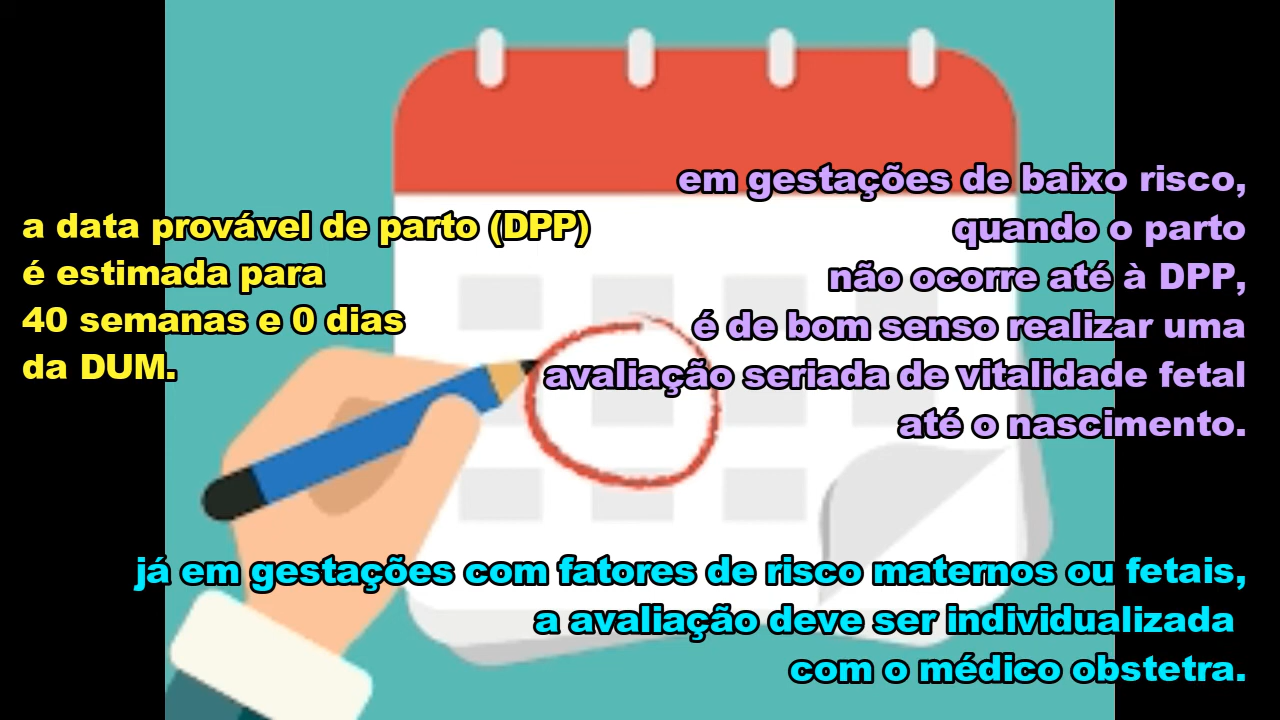 a data provável de parto (DPP)
é estimada para
40 semanas e 0 dias
da DUM.
em gestações de baixo risco,
quando o parto
não ocorre até à DPP,
é de bom senso realizar uma
avaliação seriada de vitalidade fetal
até o nascimento.
já em gestações com fatores de risco maternos ou fetais,
a avaliação deve ser individualizada
com o médico obstetra.